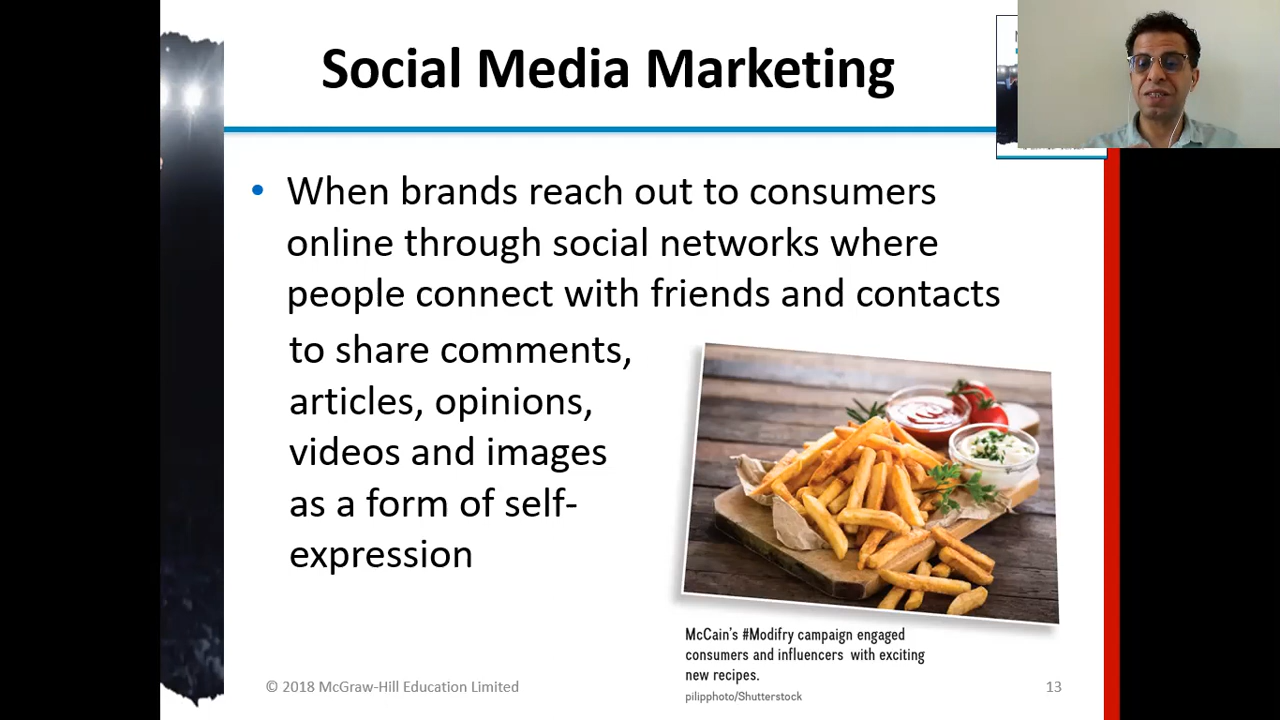 Social Media Marketing
• When brands reach out to consumers
online through social networks where
people connect with friends and contacts
to share comments,
articles, opinions,
videos and images
as a form of self-
expression
McCain's #Modifry campaign engaged
consumers and influencers with exciting
new recipes.
pilipphoto/Shutterstock
© 2018 McGraw-Hill Education Limited
13